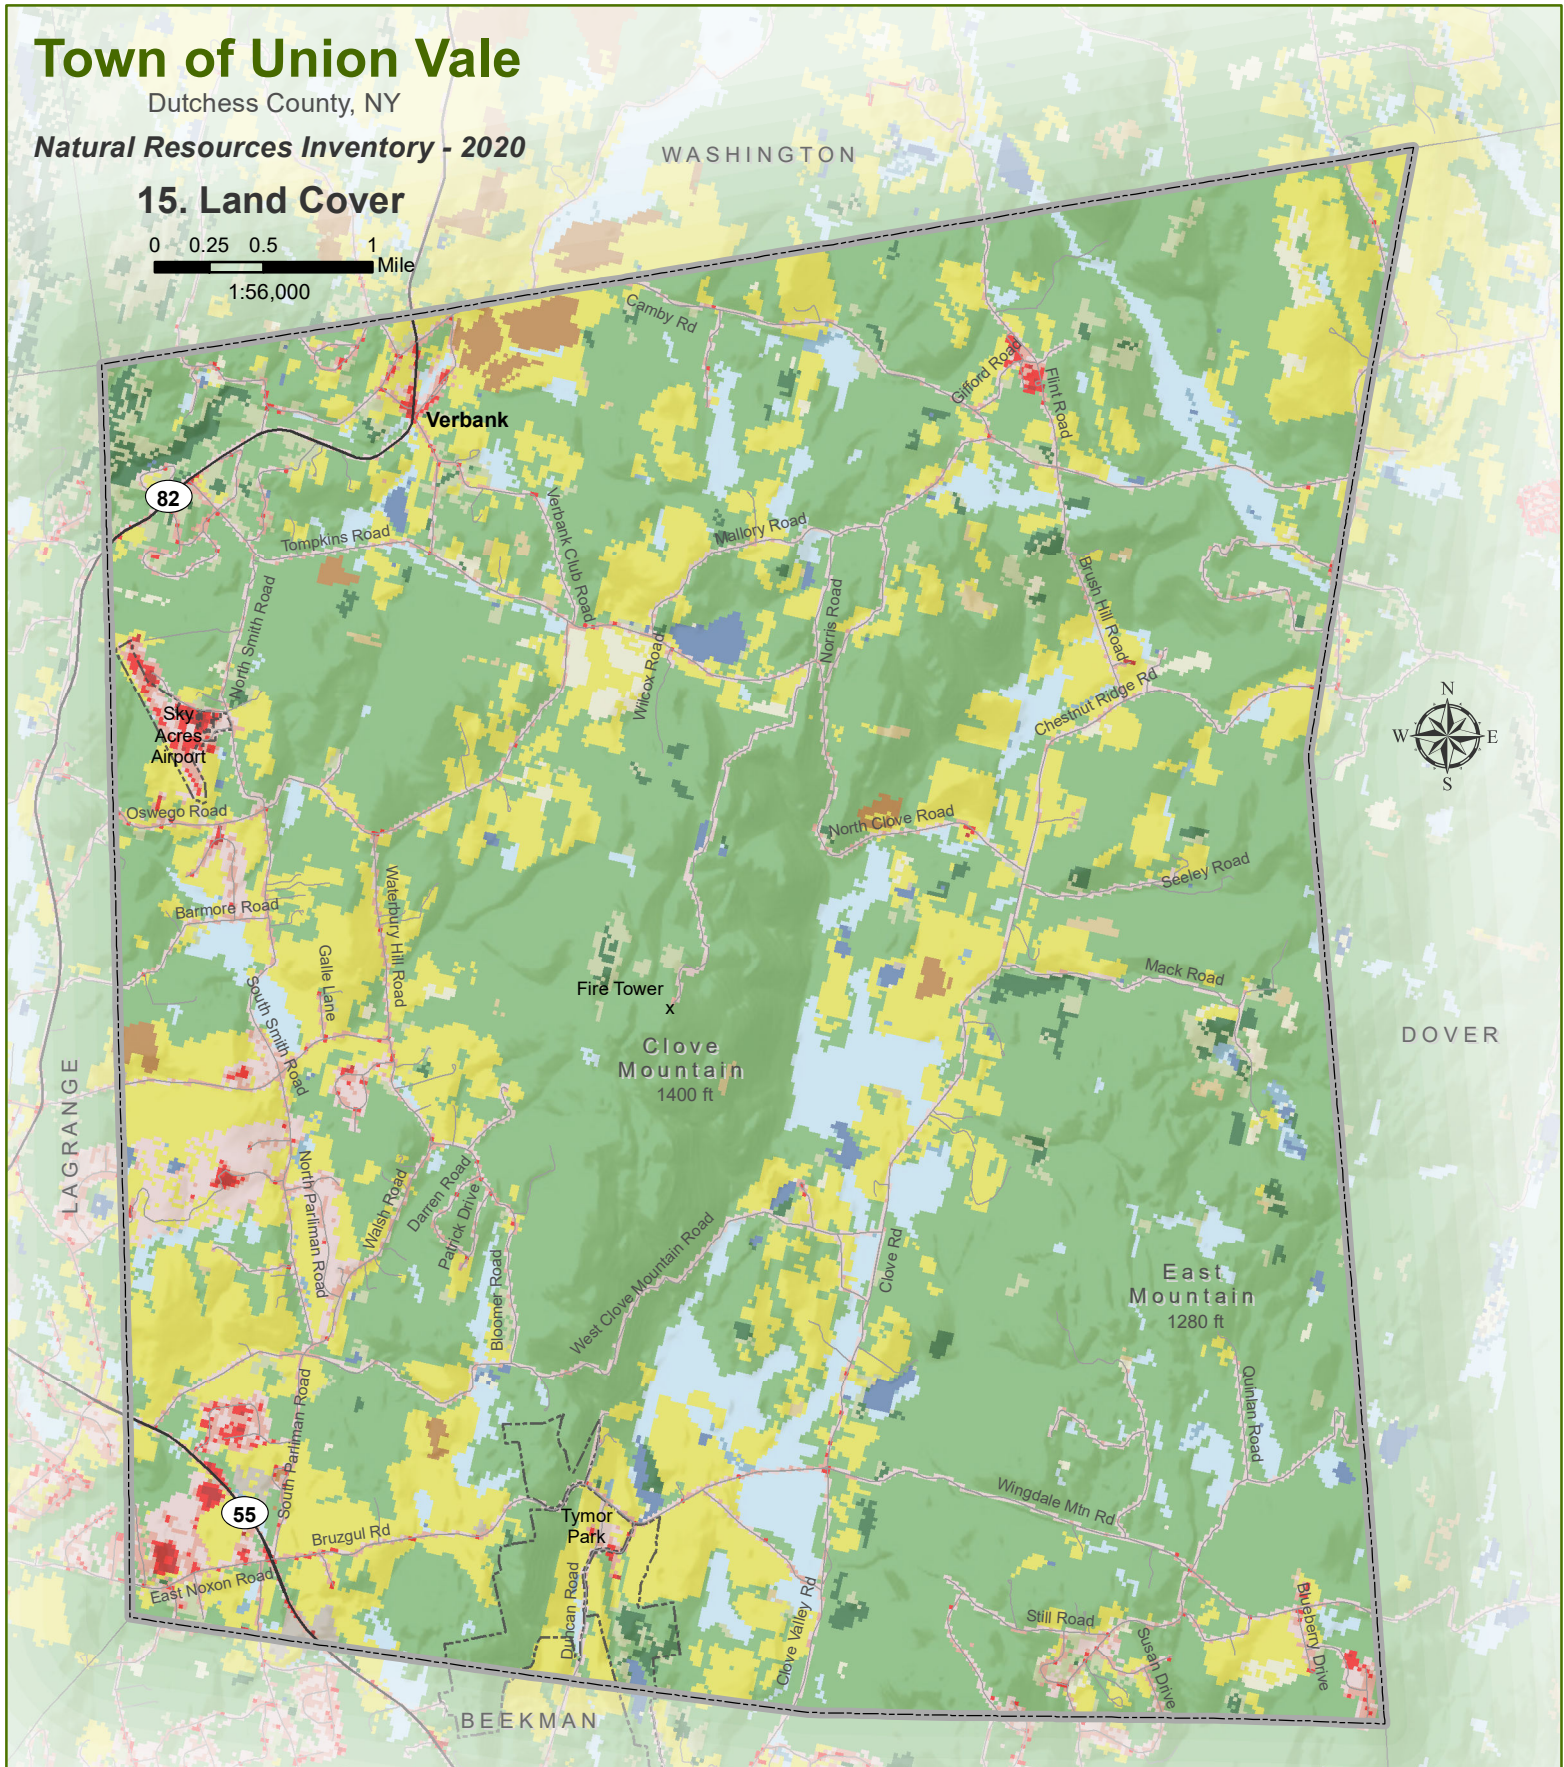 Town of Union Vale
Dutchess County, NY
Natural Resources Inventory - 2020
15. Land Cover
0 0.25 0.5 1
Mile
1:56,000
WASHINGTON
Camby Rd
Gifford Road
Flint Road
Verbank
82
Verbank Club Road
Tompkins Road
Mallory Road
Brush Hill Road
North Smith Road
Norris Road
Wilcox Road
Chestnut Ridge Rd
N
W E
S
Sky
Acres
Airport
Oswego Road
North Clove Road
Seeley Road
Waterbury Hill Road
Barmore Road
Galle Lane
South Smith Road
Mack Road
Fire Tower
x
Clove
Mountain
1400 ft
DOVER
LAGRANGE
North Parliman Road
Walsh Road
Darren Road
Patrick Drive
Bloomer Road
West Clove Mountain Road
Clove Rd
East
Mountain
1280 ft
Quinlan Road
South Parliman Road
55
Bruzgul Rd
East Noxon Road
Tymor
Park
Duncan Road
Wingdale Mtn Rd
Clove Valley Rd
Still Road
Susan Drive
Blueberry Drive
BEEKMAN